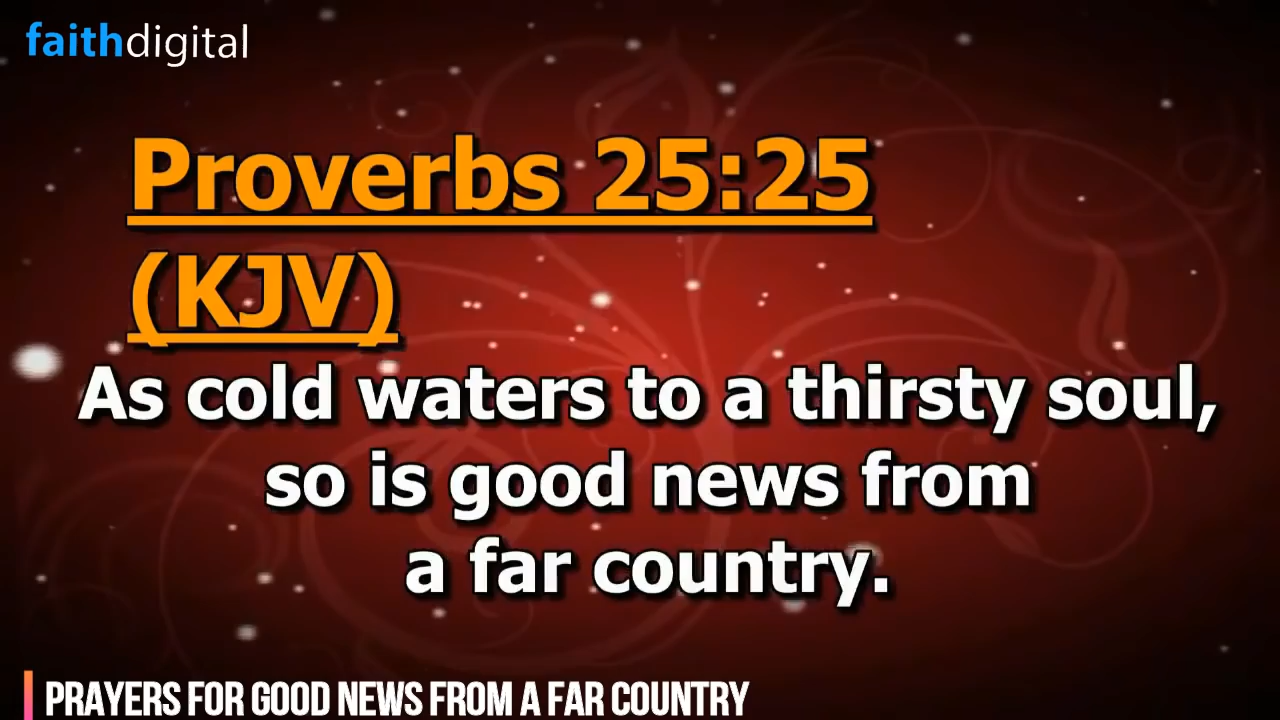 faithdigital
Proverbs 25:25
(KJV)
As cold waters to a thirsty soul,
so is good news from
a far country.
PRAYERS FOR GOOD NEWS FROM A FAR COUNTRY